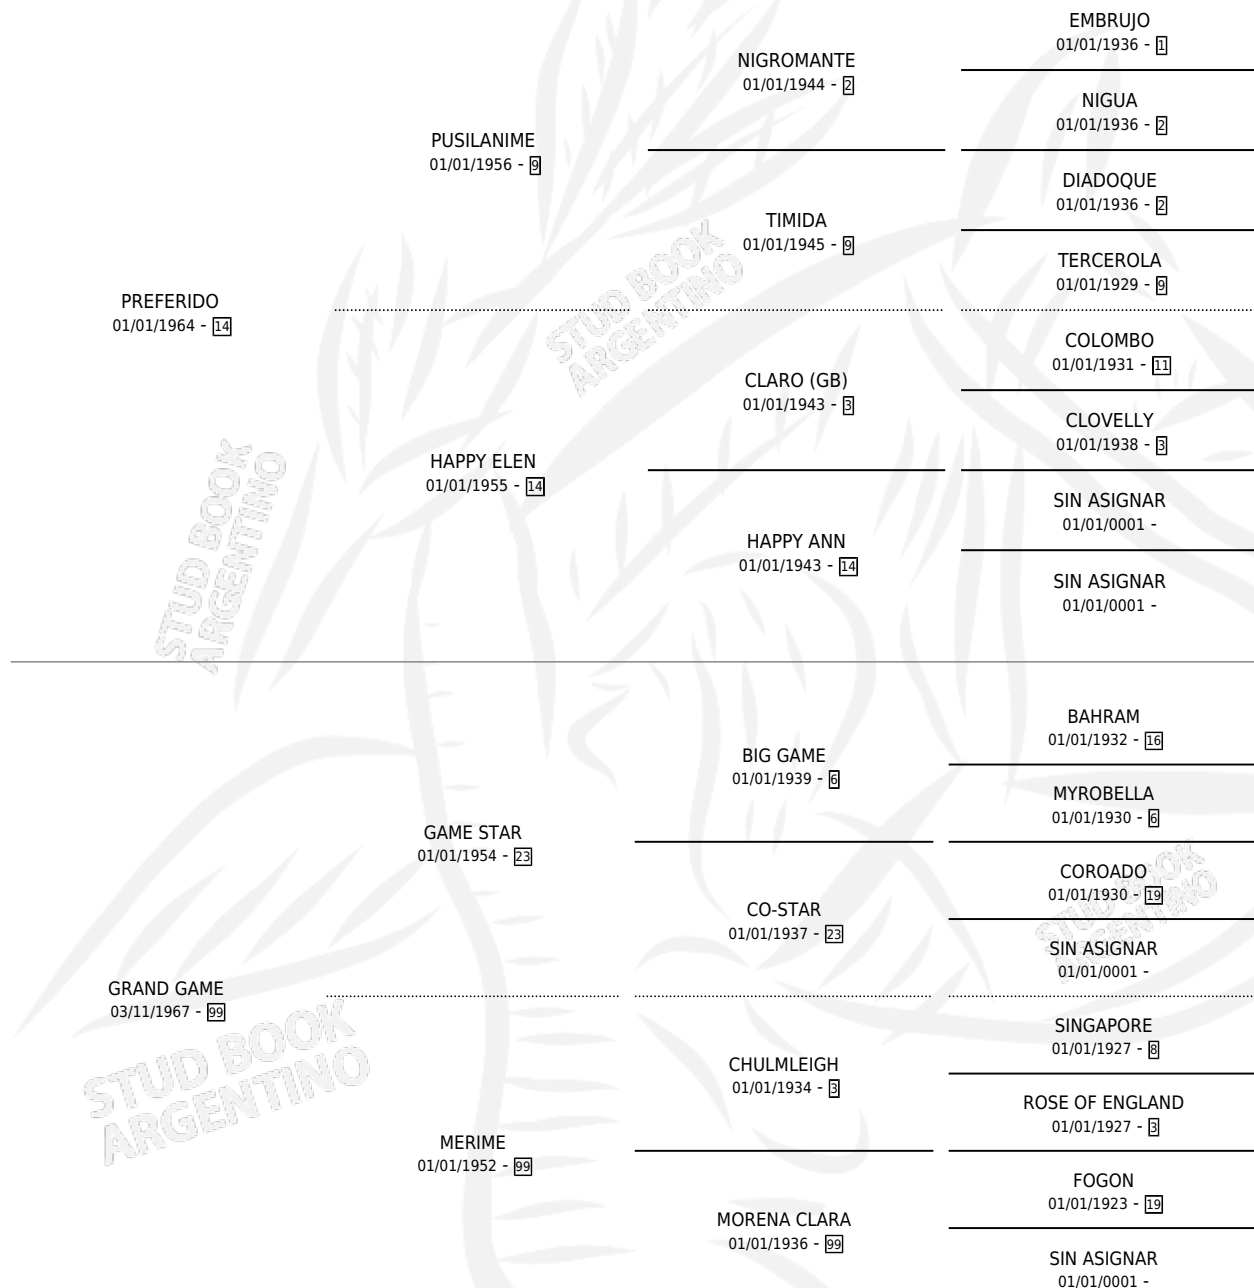 EMBRUJO
01/01/1936 - 1
NIGROMANTE
01/01/1944 - 2
NIGUA
01/01/1936 - 2
PUSILANIME
01/01/1956 - 9
DIADOQUE
01/01/1936 - 2
TIMIDA
01/01/1945 - 9
TERCEROLA
01/01/1929 - 9
PREFERIDO
01/01/1964 - 14
COLOMBO
01/01/1931 - 11
CLARO (GB)
01/01/1943 - 3
CLOVELLY
01/01/1938 - 3
HAPPY ELEN
01/01/1955 - 14
SIN ASIGNAR
01/01/0001 -
HAPPY ANN
01/01/1943 - 14
SIN ASIGNAR
01/01/0001 -
BAHRAM
01/01/1932 - 16
BIG GAME
01/01/1939 - 6
MYROBELLA
01/01/1930 - 6
GAME STAR
01/01/1954 - 23
COROADO
01/01/1930 - 19
CO-STAR
01/01/1937 - 23
SIN ASIGNAR
01/01/0001 -
GRAND GAME
03/11/1967 - 99
SINGAPORE
01/01/1927 - 8
CHULMLEIGH
01/01/1934 - 3
ROSE OF ENGLAND
01/01/1927 - 3
MERIME
01/01/1952 - 99
FOGON
01/01/1923 - 19
MORENA CLARA
01/01/1936 - 99
SIN ASIGNAR
01/01/0001 -
STUD BOOK
ARGENTINO
STUD BOOK
ARGENTINO
STUD BOOK
ARGENTINO
STUD BOOK
ARGENTINO